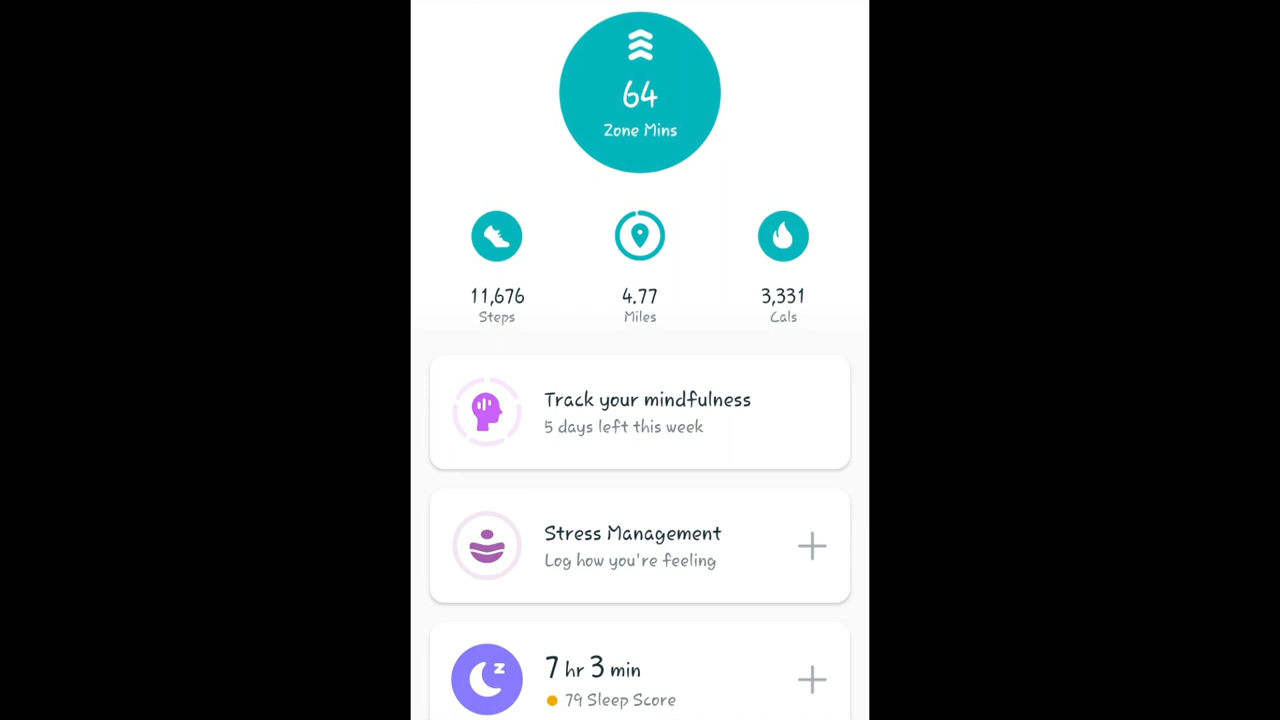 64
Zone Mins
11,676 4.77 3,331
Steps Miles Cals
Track your mindfulness
5 days left this week
Stress Management
Log how you're feeling
7 hr 3 min
79 Sleep Score